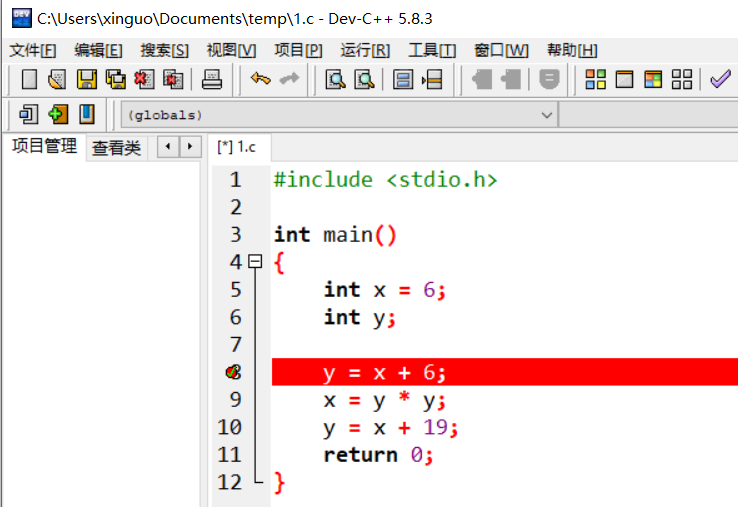 C:\Users\xinguo\Documents\temp\1.c - Dev-C++ 5.8.3
文件[F] 编辑[E] 搜索[S] 视图[V] 项目[P] 运行[R] 工具[T] 窗口[W] 帮助[H]
(globals)
项目管理 查看类 [*] 1.c
1 #include <stdio.h>
2
3 int main()
4 {
5 int x = 6;
6 int y;
7
y = x + 6;
9 x = y * y;
10 y = x + 19;
11 return 0;
12 }